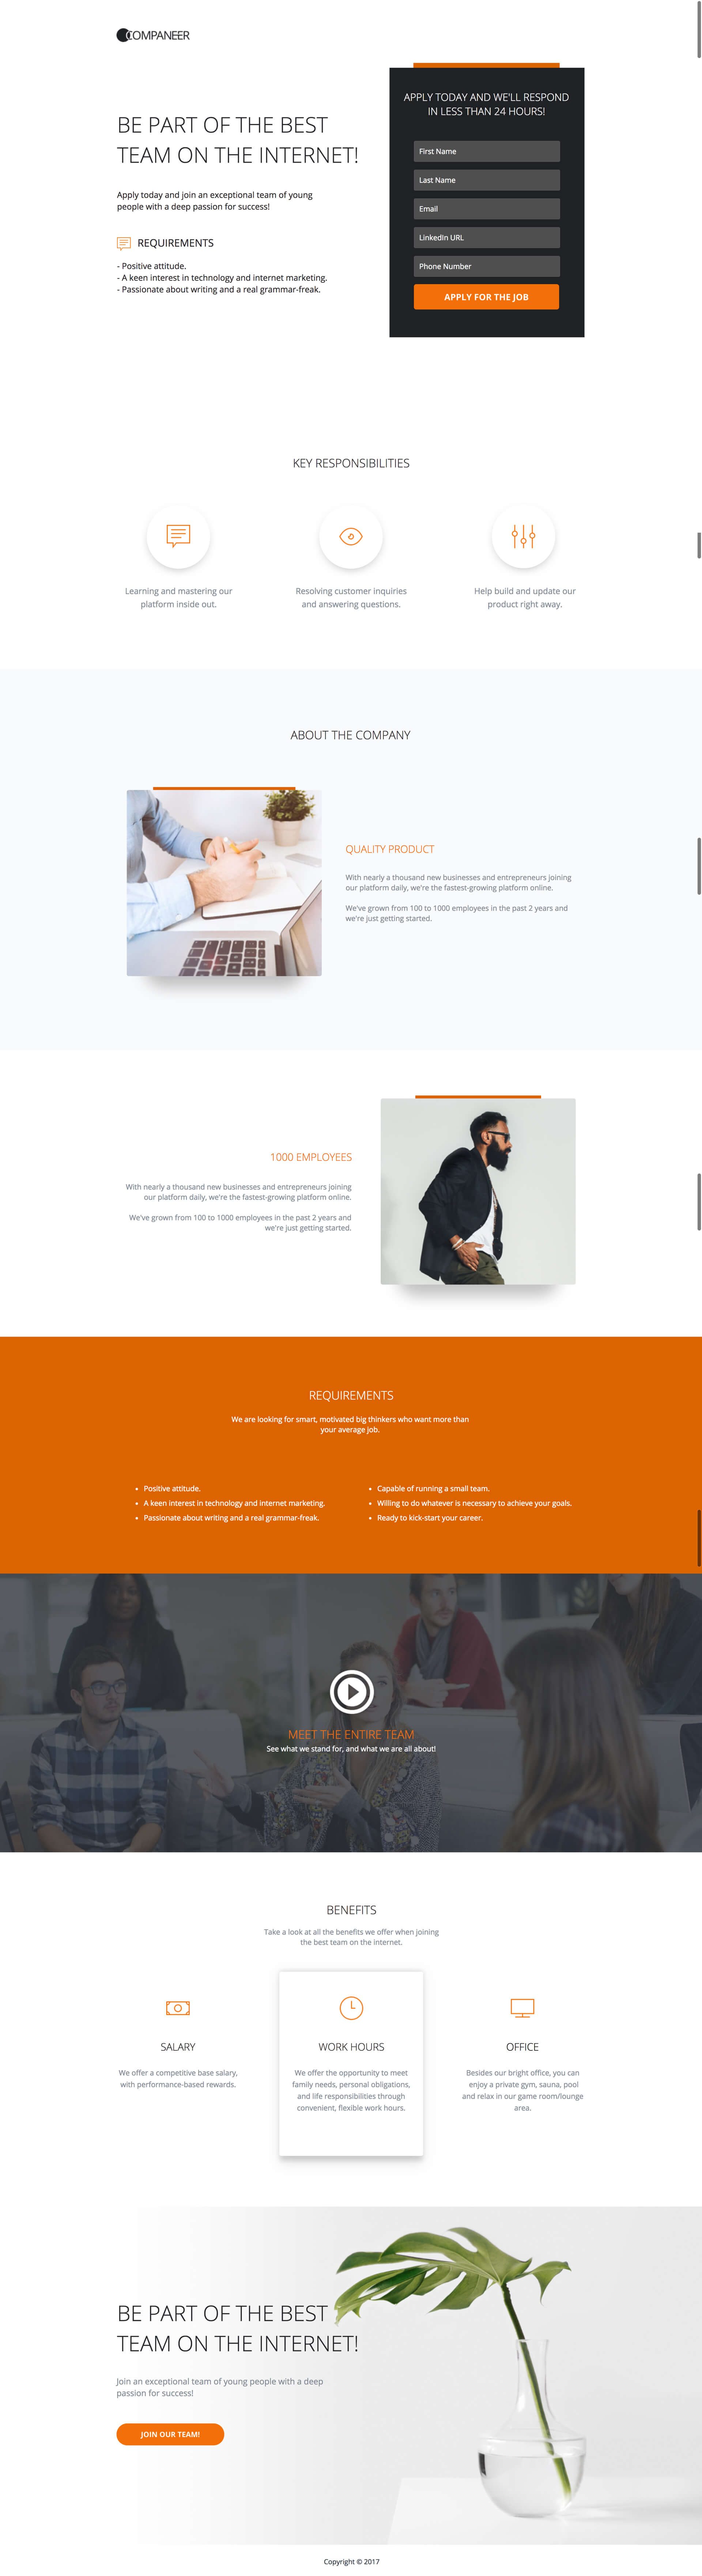 COMPANEER
BE PART OF THE BEST
TEAM ON THE INTERNET!
Apply today and join an exceptional team of young
people with a deep passion for success!
REQUIREMENTS
- Positive attitude.
- A keen interest in technology and internet marketing.
- Passionate about writing and a real grammar-freak.
APPLY TODAY AND WE'LL RESPOND
IN LESS THAN 24 HOURS!
First Name
Last Name
Email
LinkedIn URL
Phone Number
APPLY FOR THE JOB
KEY RESPONSIBILITIES
Learning and mastering our
platform inside out.
Resolving customer inquiries
and answering questions.
Help build and update our
product right away.
ABOUT THE COMPANY
QUALITY PRODUCT
With nearly a thousand new businesses and entrepreneurs joining
our platform daily, we're the fastest-growing platform online.
We've grown from 100 to 1000 employees in the past 2 years and
we're just getting started.
1000 EMPLOYEES
With nearly a thousand new businesses and entrepreneurs joining
our platform daily, we're the fastest-growing platform online.
We've grown from 100 to 1000 employees in the past 2 years and
we're just getting started.
REQUIREMENTS
We are looking for smart, motivated big thinkers who want more than
your average job.
• Positive attitude.
• A keen interest in technology and internet marketing.
• Passionate about writing and a real grammar-freak.
• Capable of running a small team.
• Willing to do whatever is necessary to achieve your goals.
• Ready to kick-start your career.
MEET THE ENTIRE TEAM
See what we stand for, and what we are all about!
BENEFITS
Take a look at all the benefits we offer when joining
the best team on the internet.
SALARY
We offer a competitive base salary,
with performance-based rewards.
WORK HOURS
We offer the opportunity to meet
family needs, personal obligations,
and life responsibilities through
convenient, flexible work hours.
OFFICE
Besides our bright office, you can
enjoy a private gym, sauna, pool
and relax in our game room/lounge
area.
BE PART OF THE BEST
TEAM ON THE INTERNET!
Join an exceptional team of young people with a deep
passion for success!
JOIN OUR TEAM!
Copyright © 2017